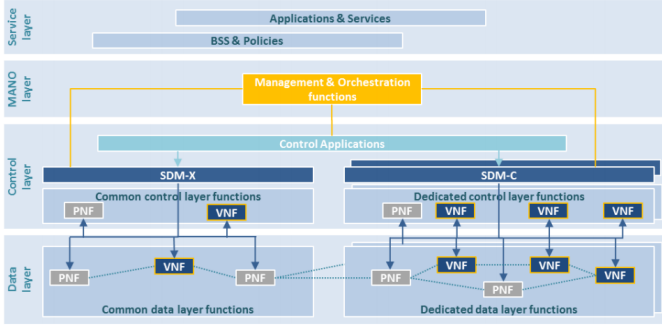 Service
layer
Applications & Services
BSS & Policies
MANO
layer
Management & Orchestration
functions
Control
layer
Control Applications
SDM-X
SDM-C
Common control layer functions
Dedicated control layer functions
PNF
VNF
PNF
VNF
VNF
VNF
Data
layer
PNF
VNF
PNF
PNF
VNF
PNF
VNF
VNF
Common data layer functions
Dedicated data layer functions